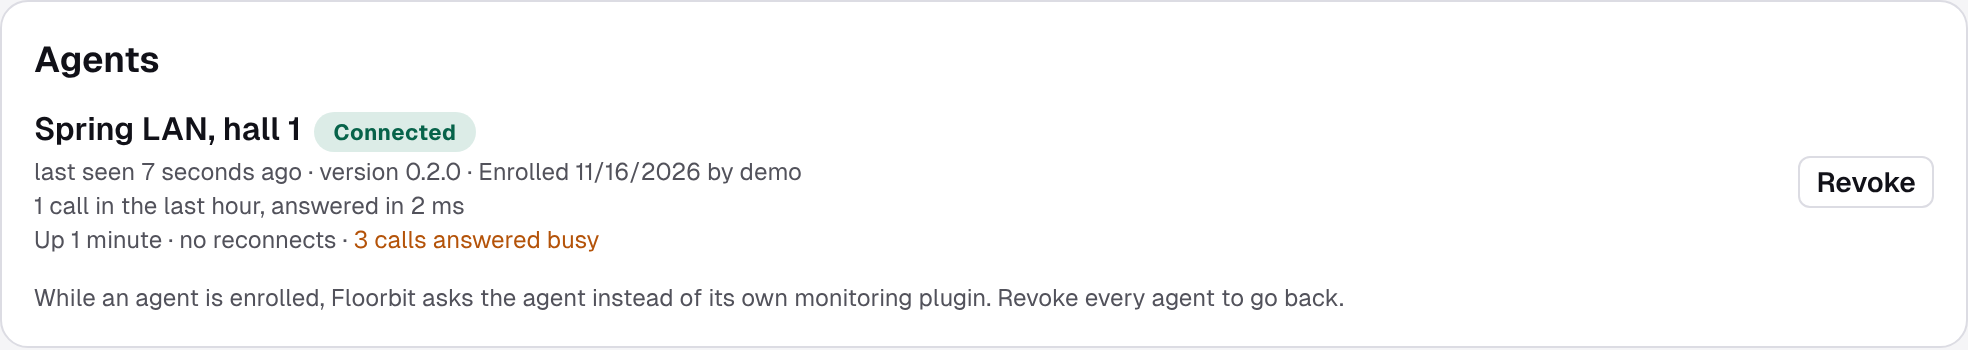 Agents
Spring LAN, hall 1 Connected
last seen 7 seconds ago · version 0.2.0 · Enrolled 11/16/2026 by demo
Revoke
1 call in the last hour, answered in 2 ms
Up 1 minute · no reconnects · 3 calls answered busy
While an agent is enrolled, Floorbit asks the agent instead of its own monitoring plugin. Revoke every agent to go back.